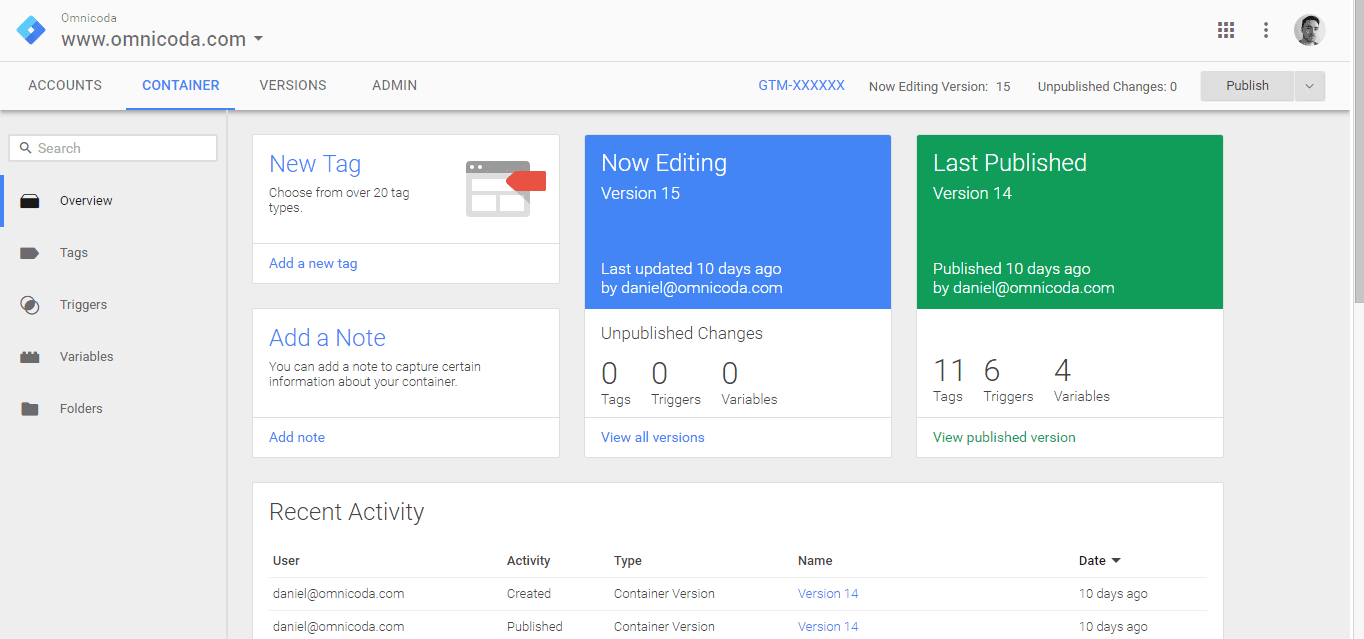 Omnicoda
www.omnicoda.com
ACCOUNTS
CONTAINER
VERSIONS
ADMIN
GTM-XXXXXX
Now Editing Version: 15
Unpublished Changes: 0
Publish
Search
Overview
Tags
Triggers
Variables
Folders
New Tag
Choose from over 20 tag
types.
Add a new tag
Add a Note
You can add a note to capture certain
information about your container.
Add note
Now Editing
Version 15
Last updated 10 days ago
by daniel@omnicoda.com
Unpublished Changes
0 0 0
Tags Triggers Variables
View all versions
Last Published
Version 14
Published 10 days ago
by daniel@omnicoda.com
11 6 4
Tags Triggers Variables
View published version
Recent Activity
User Activity Type Name Date
daniel@omnicoda.com Created Container Version Version 14 10 days ago
daniel@omnicoda.com Published Container Version Version 14 10 days ago